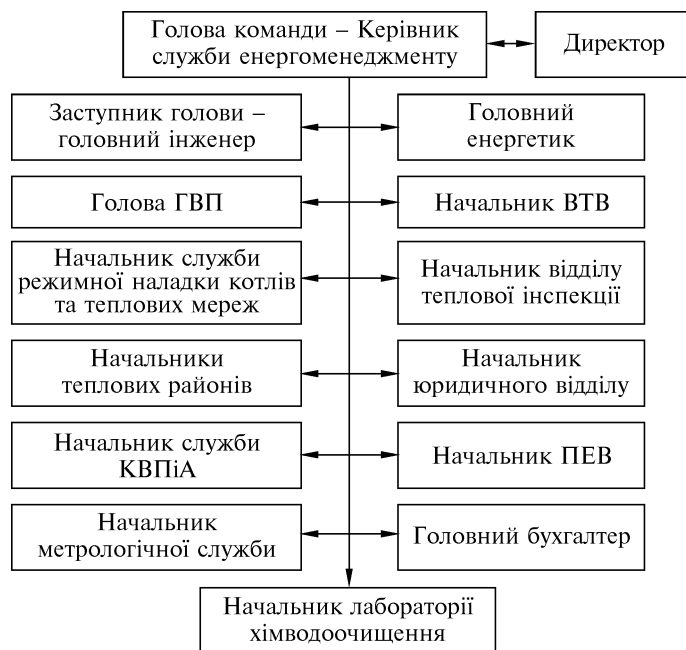 Голова команди – Керівник
служби енергоменеджменту
Директор
Заступник голови –
головний інженер
Головний
енергетик
Голова ГВП
Начальник ВТВ
Начальник служби
режимної наладки котлів
та теплових мереж
Начальник відділу
теплової інспекції
Начальники
теплових районів
Начальник
юридичного відділу
Начальник служби
КВПіА
Начальник ПЕВ
Начальник
метрологічної служби
Головний бухгалтер
Начальник лабораторії
хімводоочищення